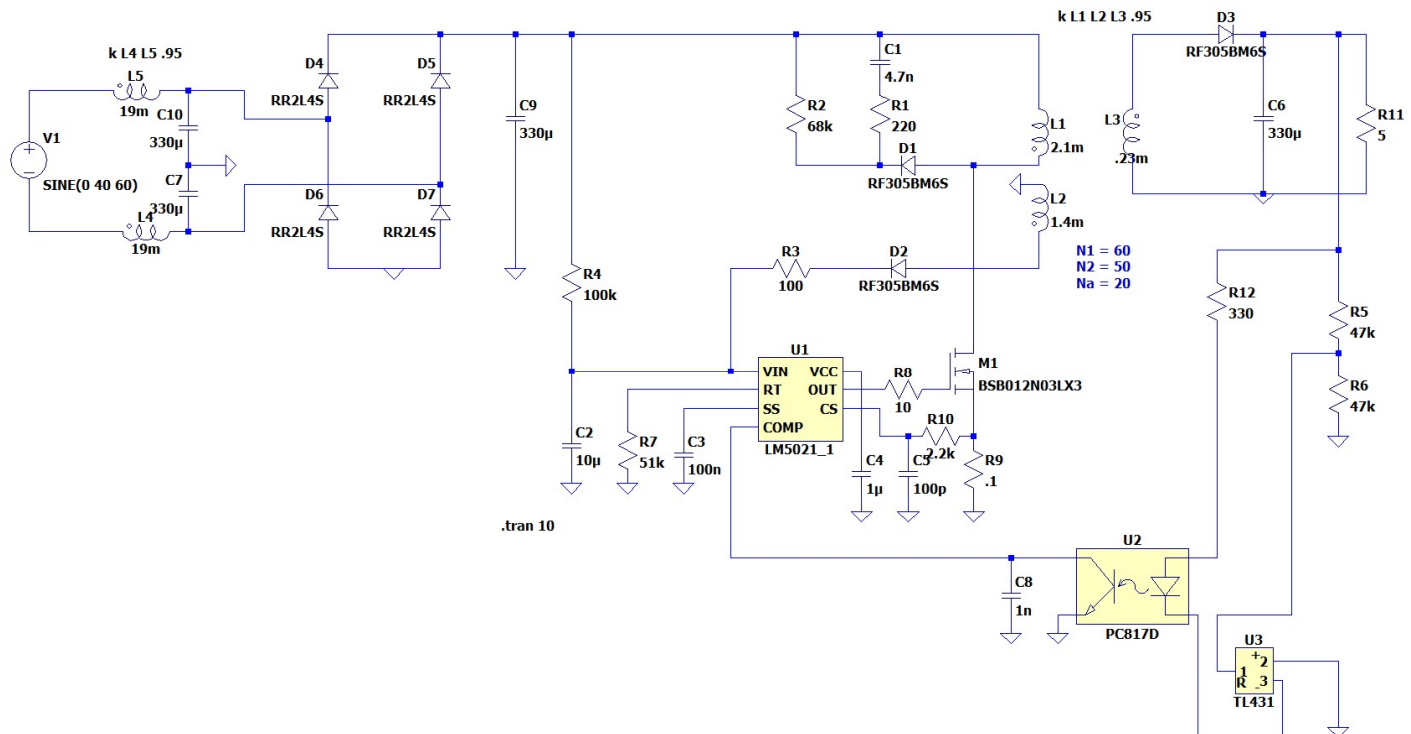 k L4 L5 .95
L5
19m
C10
330µ
V1
SINE(0 40 60)
C7
330µ
L4
19m
D4
RR2L4S
D5
RR2L4S
D6
RR2L4S
D7
RR2L4S
C9
330µ
R4
100k
R2
68k
C1
4.7n
R1
220
D1
RF305BM6S
L1
2.1m
L2
1.4m
k L1 L2 L3 .95
L3
.23m
D3
RF305BM6S
C6
330µ
R11
5
N1 = 60
N2 = 50
Na = 20
R3
100
D2
RF305BM6S
R12
330
R5
47k
R6
47k
U1
VIN VCC
RT OUT
SS CS
COMP
LM5021_1
R8
10
M1
BSB012N03LX3
R10
2.2k
R9
.1
C2
10µ
R7
51k
C3
100n
C4
1µ
C5
100p
.tran 10
C8
1n
U2
PC817D
U3
+ 2
1
R - 3
TL431